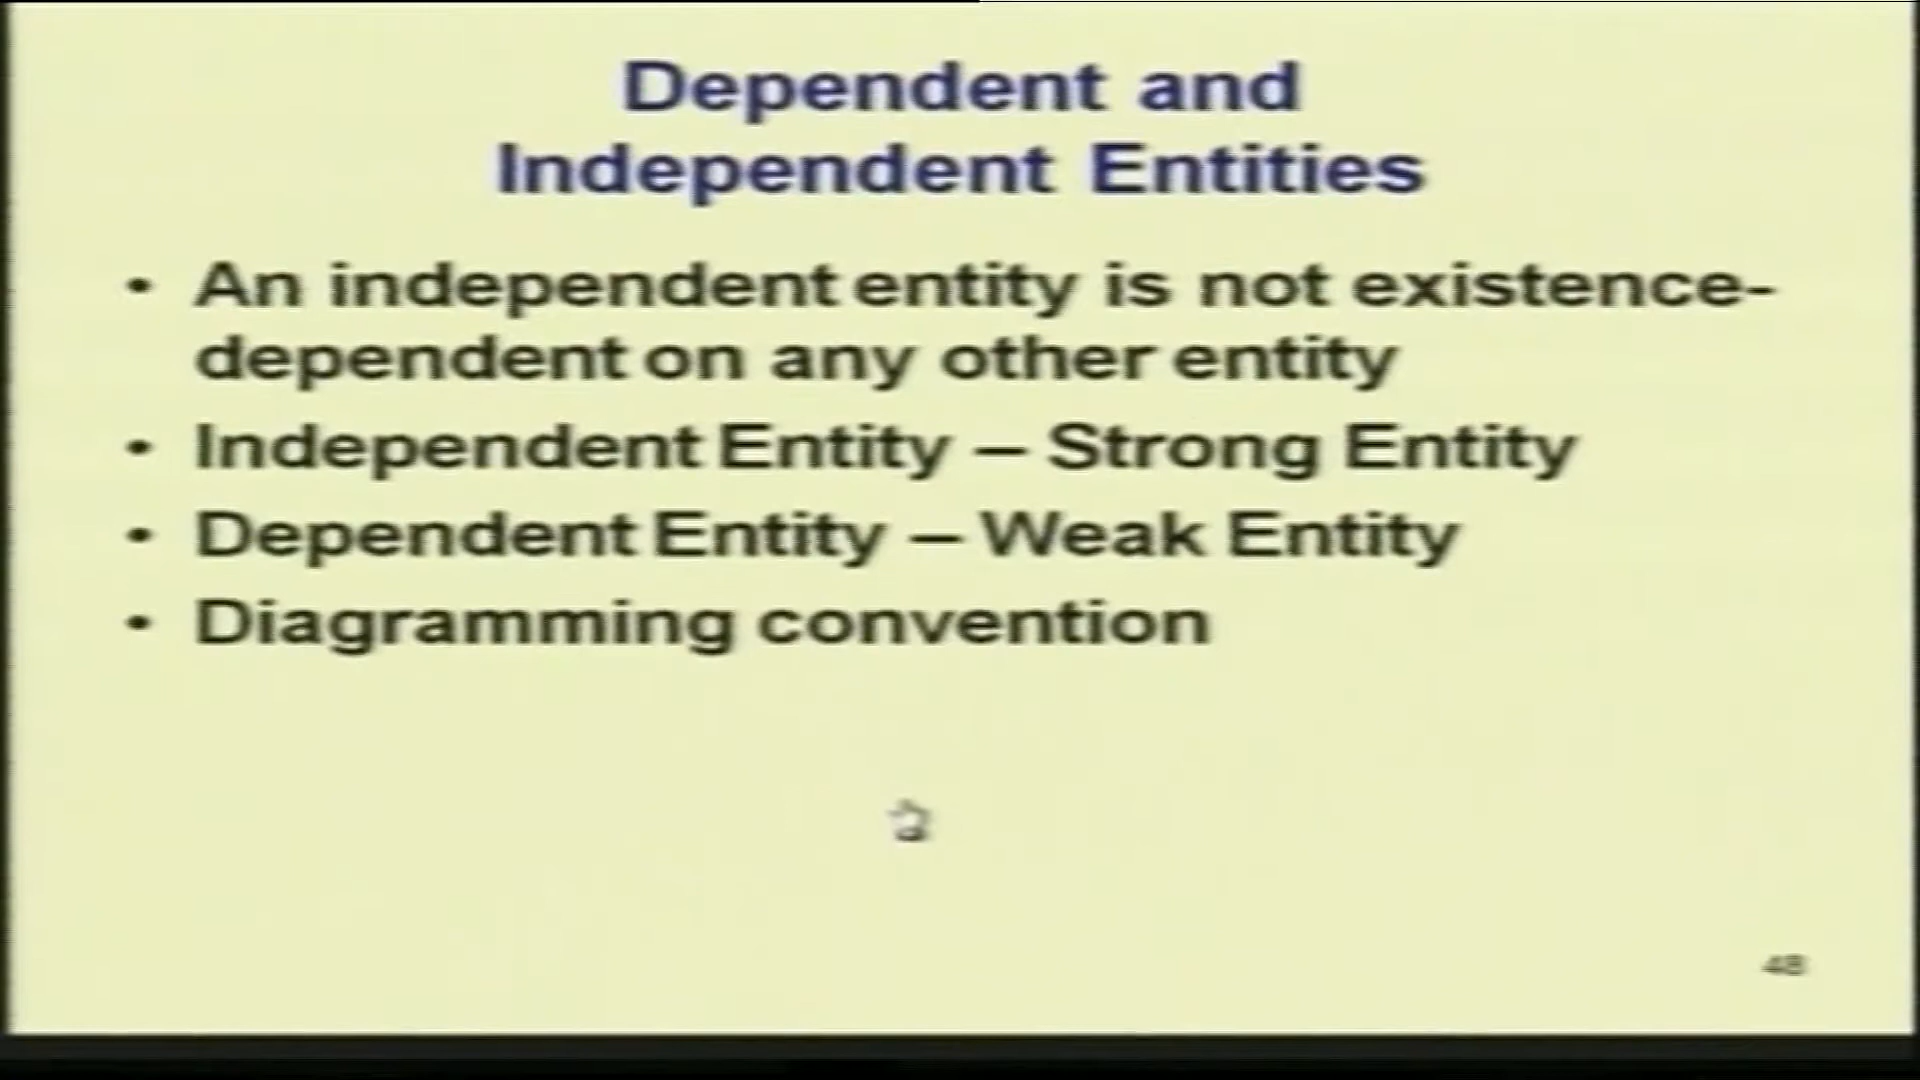 Dependent and
Independent Entities
• An independent entity is not existence-
dependent on any other entity
• Independent Entity – Strong Entity
• Dependent Entity – Weak Entity
• Diagramming convention
48